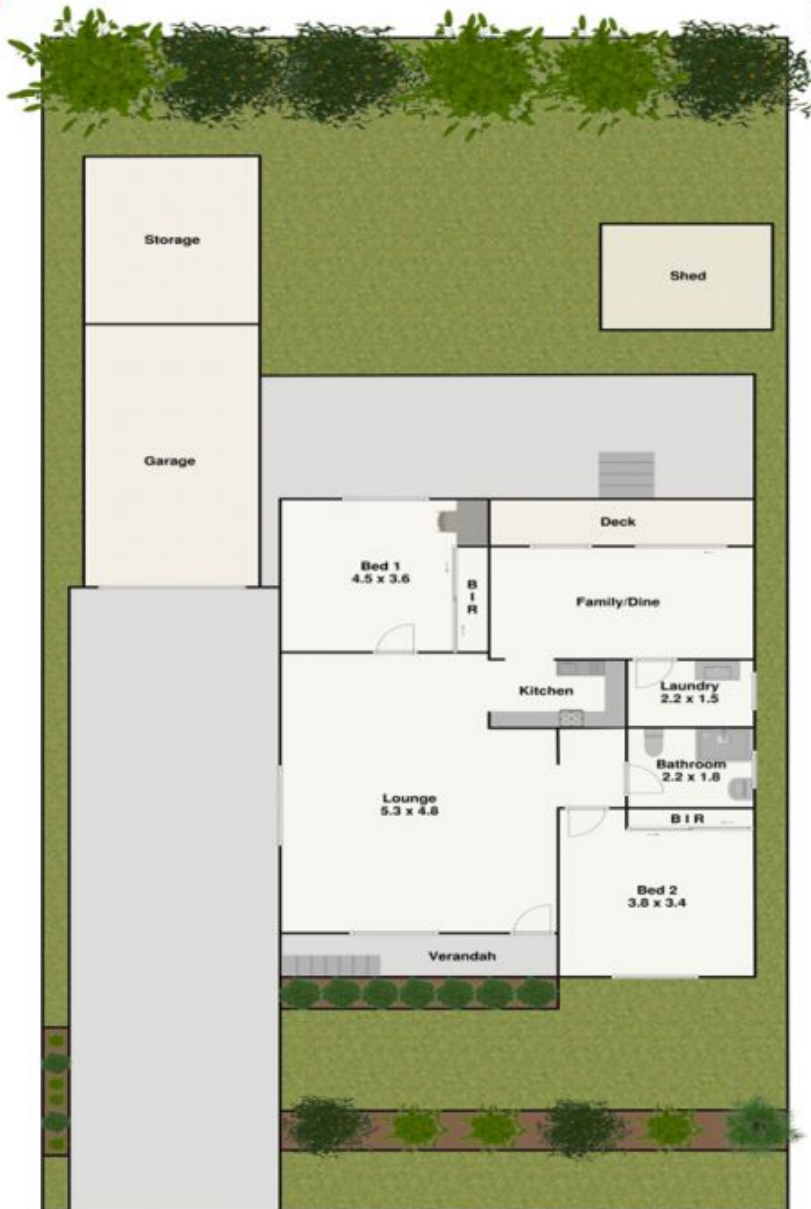 Storage
Shed
Garage
Deck
Bed 1
4.5 x 3.6
B
I
R
Family/Dine
Kitchen
Laundry
2.2 x 1.5
Bathroom
2.2 x 1.8
Lounge
5.3 x 4.8
B I R
Bed 2
3.8 x 3.4
Verandah